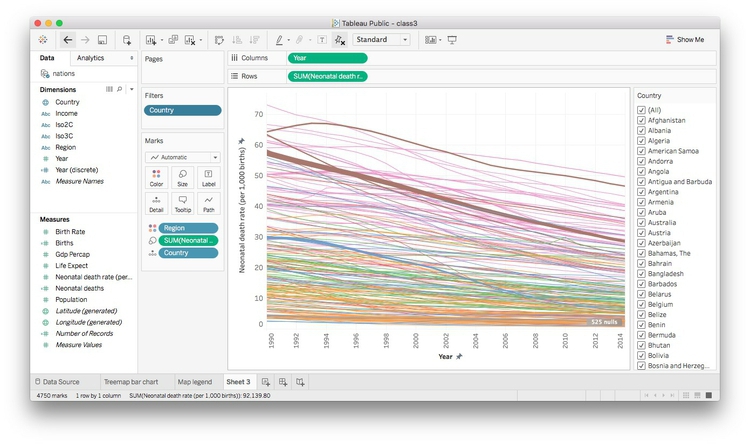 Tableau Public - class3
Standard
Show Me
Data
Analytics
nations
Dimensions
Country
Income
Iso2C
Iso3C
Region
Year
Year (discrete)
Measure Names
Measures
Birth Rate
Births
Gdp Percap
Life Expect
Neonatal death rate (per...
Neonatal deaths
Population
Latitude (generated)
Longitude (generated)
Number of Records
Measure Values
Pages
Filters
Country
Marks
Automatic
Color
Size
Label
Detail
Tooltip
Path
Region
SUM(Neonatal ..
Country
Columns
Year
Rows
SUM(Neonatal death r..
Neonatal death rate (per 1,000 births)
70
60
50
40
30
20
10
0
525 nulls
1990
1992
1994
1996
1998
2000
2002
2004
2006
2008
2010
2012
2014
Year
Country
(All)
Afghanistan
Albania
Algeria
American Samoa
Andorra
Angola
Antigua and Barbuda
Argentina
Armenia
Aruba
Australia
Austria
Azerbaijan
Bahamas, The
Bahrain
Bangladesh
Barbados
Belarus
Belgium
Belize
Benin
Bermuda
Bhutan
Bolivia
Bosnia and Herzeg...
Data Source
Treemap bar chart
Map legend
Sheet 3
4750 marks
1 row by 1 column
SUM(Neonatal death rate (per 1,000 births)): 92,139.80